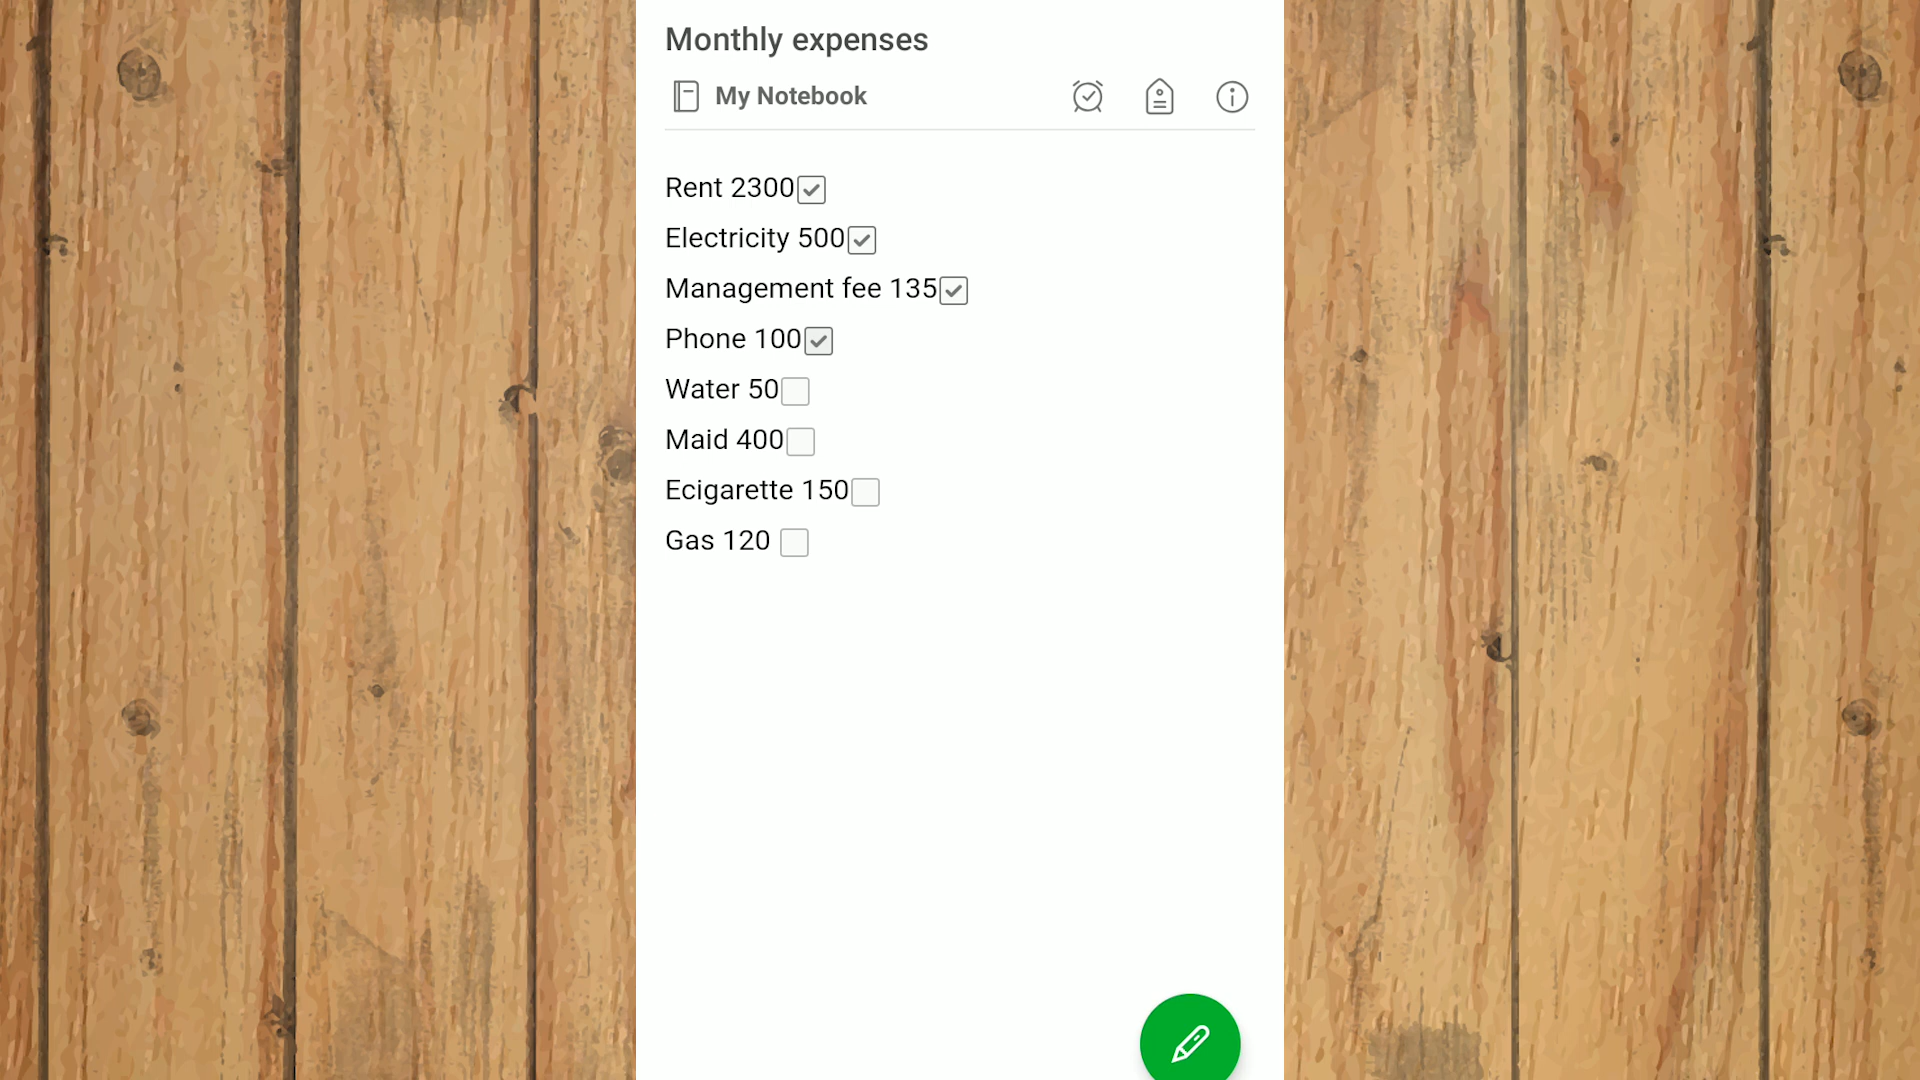 Monthly expenses
My Notebook
Rent 2300
Electricity 500
Management fee 135
Phone 100
Water 50
Maid 400
Ecigarette 150
Gas 120